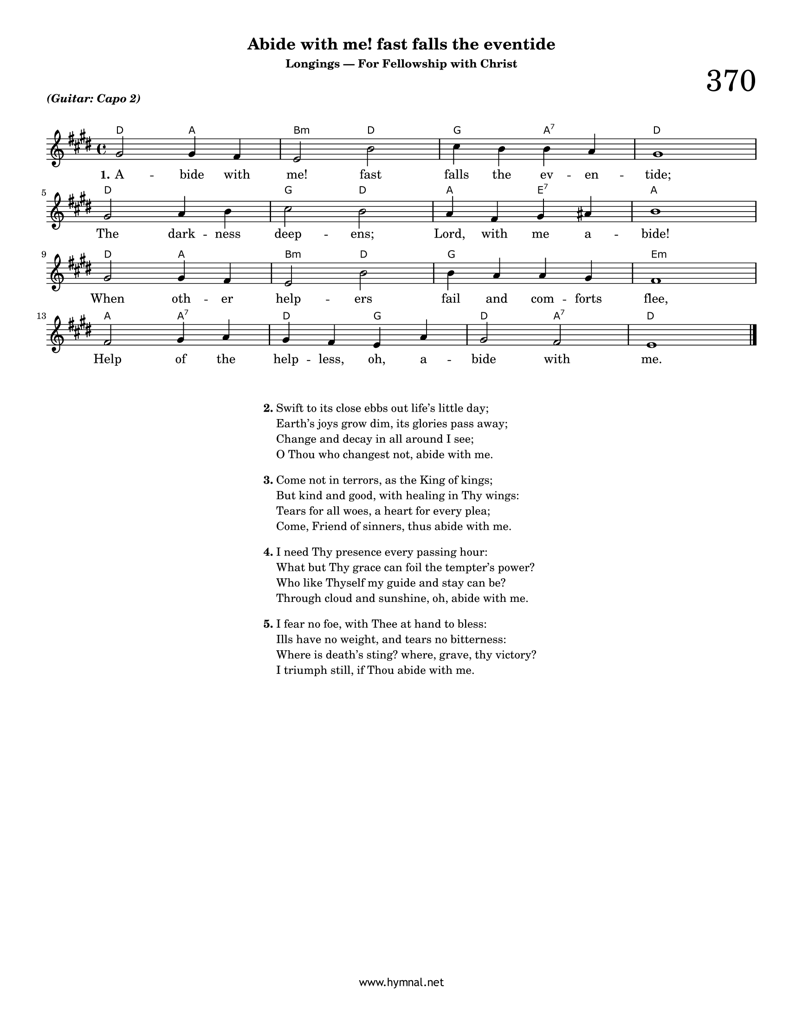 Abide with me! fast falls the eventide
Longings — For Fellowship with Christ
370
(Guitar: Capo 2)
D A Bm D G A7 D
1. A - bide with me! fast falls the ev - en - tide;
5 D G D A E7 A
The dark - ness deep - ens; Lord, with me a - bide!
9 D A Bm D G Em
When oth - er help - ers fail and com - forts flee,
13 A A7 D G D A7 D
Help of the help - less, oh, a - bide with me.
2. Swift to its close ebbs out life's little day;
Earth's joys grow dim, its glories pass away;
Change and decay in all around I see;
O Thou who changest not, abide with me.
3. Come not in terrors, as the King of kings;
But kind and good, with healing in Thy wings:
Tears for all woes, a heart for every plea;
Come, Friend of sinners, thus abide with me.
4. I need Thy presence every passing hour:
What but Thy grace can foil the tempter's power?
Who like Thyself my guide and stay can be?
Through cloud and sunshine, oh, abide with me.
5. I fear no foe, with Thee at hand to bless:
Ills have no weight, and tears no bitterness:
Where is death's sting? where, grave, thy victory?
I triumph still, if Thou abide with me.
www.hymnal.net